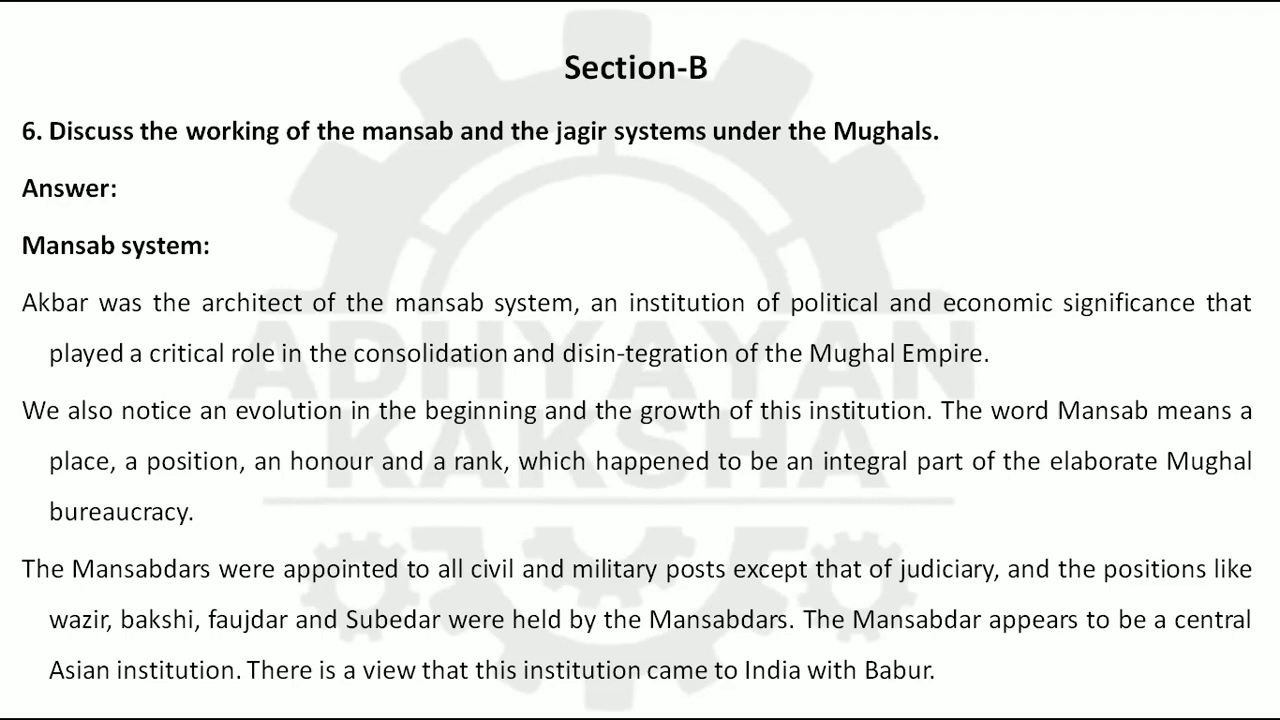 Section-B
6. Discuss the working of the mansab and the jagir systems under the Mughals.
Answer:
Mansab system:
Akbar was the architect of the mansab system, an institution of political and economic significance that
played a critical role in the consolidation and disin-tegration of the Mughal Empire.
We also notice an evolution in the beginning and the growth of this institution. The word Mansab means a
place, a position, an honour and a rank, which happened to be an integral part of the elaborate Mughal
bureaucracy.
The Mansabdars were appointed to all civil and military posts except that of judiciary, and the positions like
wazir, bakshi, faujdar and Subedar were held by the Mansabdars. The Mansabdar appears to be a central
Asian institution. There is a view that this institution came to India with Babur.
ADHYAYAN
KAKSHA